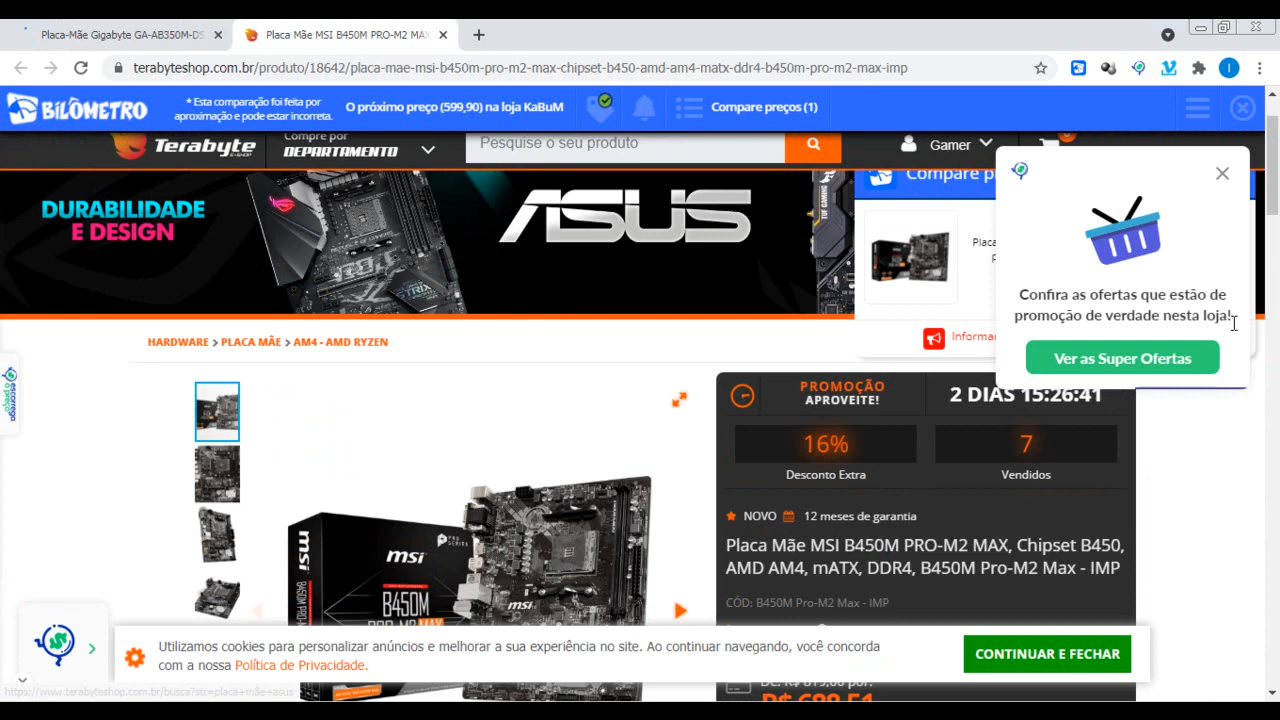 Placa-Mãe Gigabyte GA-AB350M-DS
Placa Mãe MSI B450M PRO-M2 MAX
terabyteshop.com.br/produto/18642/placa-mae-msi-b450m-pro-m2-max-chipset-b450-amd-am4-matx-ddr4-b450m-pro-m2-max-imp
BILÔMETRO
* Esta comparação foi feita por
aproximação e pode estar incorreta.
O próximo preço (599,90) na loja KaBuM
Compare preços (1)
Terabyte
Compre por
DEPARTAMENTO
Pesquise o seu produto
Gamer
DURABILIDADE
E DESIGN
ASUS
Compare p
Placa
p
Informar
Confira as ofertas que estão de
promoção de verdade nesta loja!
Ver as Super Ofertas
HARDWARE > PLACA MÃE > AM4 - AMD RYZEN
escorrega
o preço
PROMOÇÃO
APROVEITE!
2 DIAS 15:26:41
16%
Desconto Extra
7
Vendidos
NOVO 12 meses de garantia
Placa Mãe MSI B450M PRO-M2 MAX, Chipset B450,
AMD AM4, mATX, DDR4, B450M Pro-M2 Max - IMP
CÓD: B450M Pro-M2 Max - IMP
msi
PRO SERIES
B450M
PRO-M2 MAX
msi
Utilizamos cookies para personalizar anúncios e melhorar a sua experiência no site. Ao continuar navegando, você concorda
com a nossa Política de Privacidade.
CONTINUAR E FECHAR
https://www.terabyteshop.com.br/busca?str=placa+mãe+asus
DE: R$ 819,00 por:
R$ 688,51